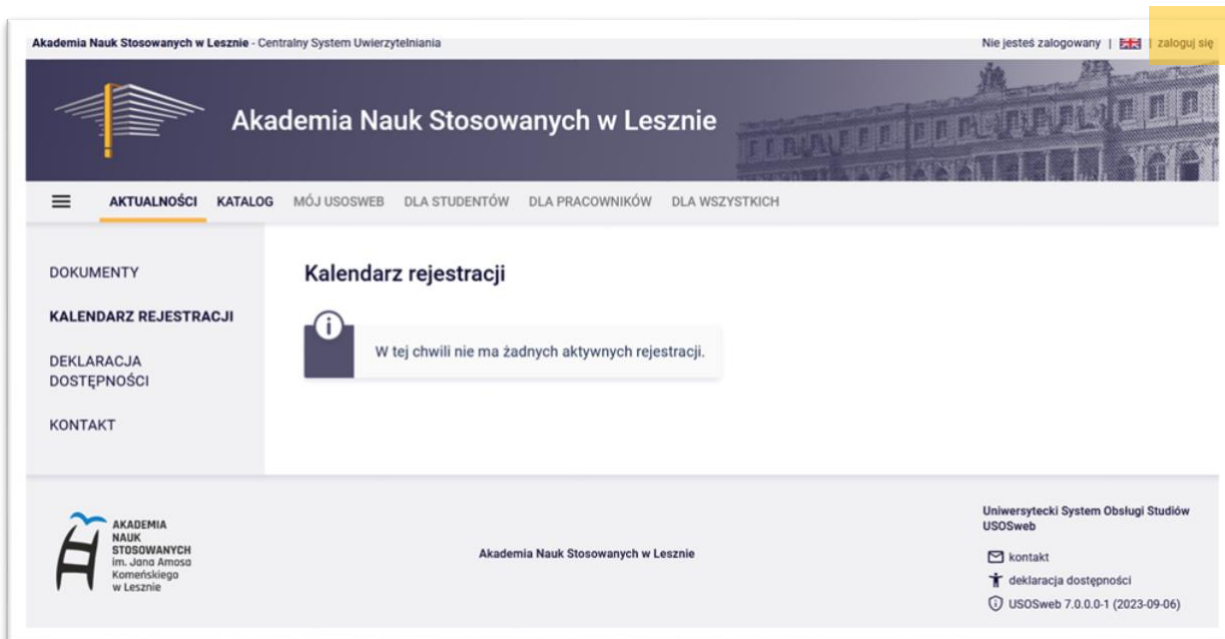 Akademia Nauk Stosowanych w Lesznie - Centralny System Uwierzytelniania
Nie jesteś zalogowany | | zaloguj się
Akademia Nauk Stosowanych w Lesznie
AKTUALNOŚCI KATALOG MÓJ USOSWEB DLA STUDENTÓW DLA PRACOWNIKÓW DLA WSZYSTKICH
DOKUMENTY
KALENDARZ REJESTRACJI
DEKLARACJA
DOSTĘPNOŚCI
KONTAKT
Kalendarz rejestracji
W tej chwili nie ma żadnych aktywnych rejestracji.
AKADEMIA
NAUK
STOSOWANYCH
im. Jana Amosa
Komeńskiego
w Lesznie
Akademia Nauk Stosowanych w Lesznie
Uniwersytecki System Obsługi Studiów
USOSweb
kontakt
deklaracja dostępności
USOSweb 7.0.0.0-1 (2023-09-06)